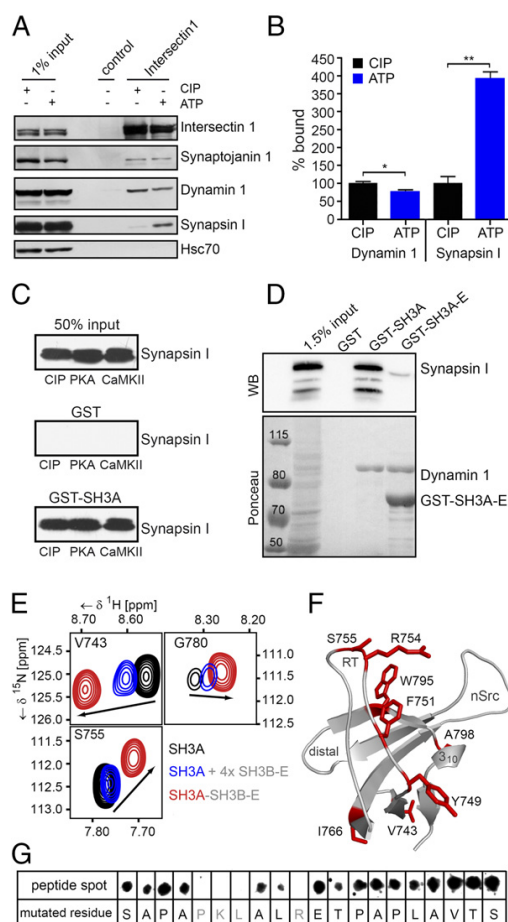 A
1% input
control
Intersectin1
+ - - + - CIP
- + - - + ATP
Intersectin 1
Synaptojanin 1
Dynamin 1
Synapsin I
Hsc70
B
CIP
ATP
% bound
450
400
350
300
250
200
150
100
50
0
*
**
CIP ATP CIP ATP
Dynamin 1 Synapsin I
C
50% input
Synapsin I
CIP PKA CaMKII
GST
Synapsin I
CIP PKA CaMKII
GST-SH3A
Synapsin I
CIP PKA CaMKII
D
1.5% input
GST
GST-SH3A
GST-SH3A-E
WB
Synapsin I
Ponceau
115
80
70
50
Dynamin 1
GST-SH3A-E
E
← δ ¹H [ppm]
8.70 8.60
8.30 8.20
← δ ¹⁵N [ppm]
V743
124.5
125.0
125.5
126.0
G780
111.0
111.5
112.0
112.5
S755
111.5
112.0
112.5
113.0
7.80 7.70
SH3A
SH3A + 4x SH3B-E
SH3A-SH3B-E
F
S755 R754
RT
W795
F751
nSrc
distal
A798
3₁₀
Y749
I766
V743
G
peptide spot
mutated residue S A P A P K L A L R E T P A P L A V T S